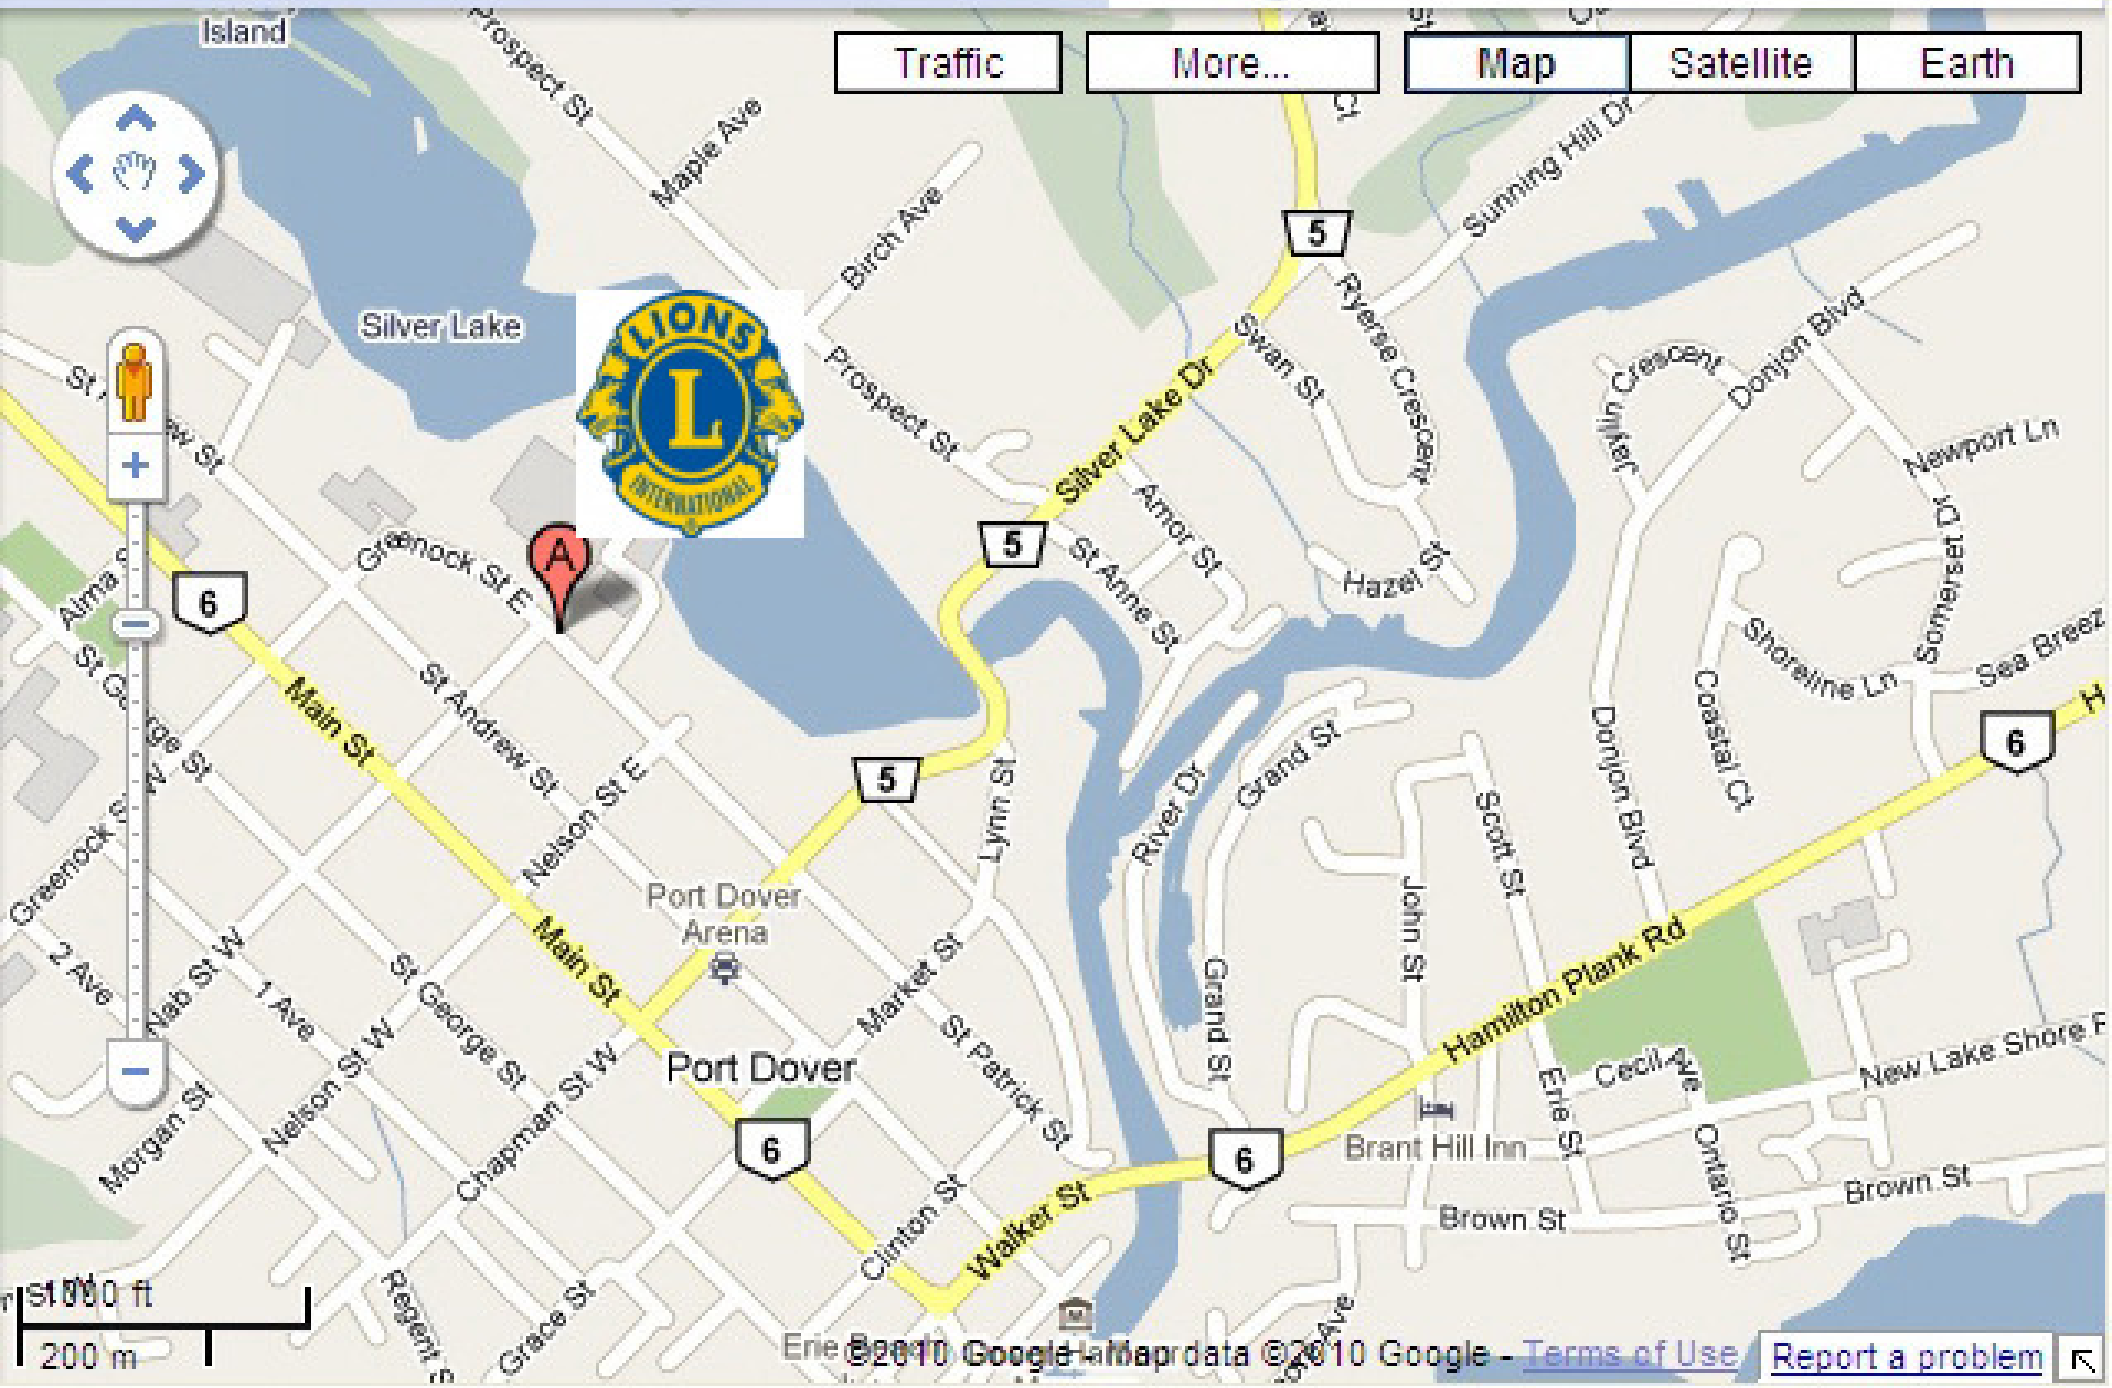 Island
Prospect St
Traffic
More...
Map
Satellite
Earth
Maple Ave
Birch Ave
Sunning Hill Dr
5
Ryerse Crescent
Silver Lake
LIONS
L
INTERNATIONAL
Swan St
Prospect St
Silver Lake Dr
Jaylin Crescent
Donjon Blvd
Newport Ln
Somerset Dr
Amor St
Hazel St
5
St Anne St
Greenock St E
A
6
Main St
St Andrew St
Shoreline Ln
Sea Breez
Coastal Ct
Donjon Blvd
6
H
5
Lynn St
Nelson St E
River Dr
Grand St
Scott St
John St
Port Dover
Arena
Market St
Main St
2 Ave
Nab St W
1 Ave
St George St
Nelson St W
Morgan St
Chapman St W
Port Dover
St Patrick St
Grand St
Hamilton Plank Rd
Cecil Ave
New Lake Shore R
Erie St
Brant Hill Inn
6
6
Clinton St
Walker St
Brown St
Brown St
Ontario St
Regent S
Grace St
1000 ft
200 m
©2010 Google - Map data ©2010 Google - Terms of Use
Report a problem